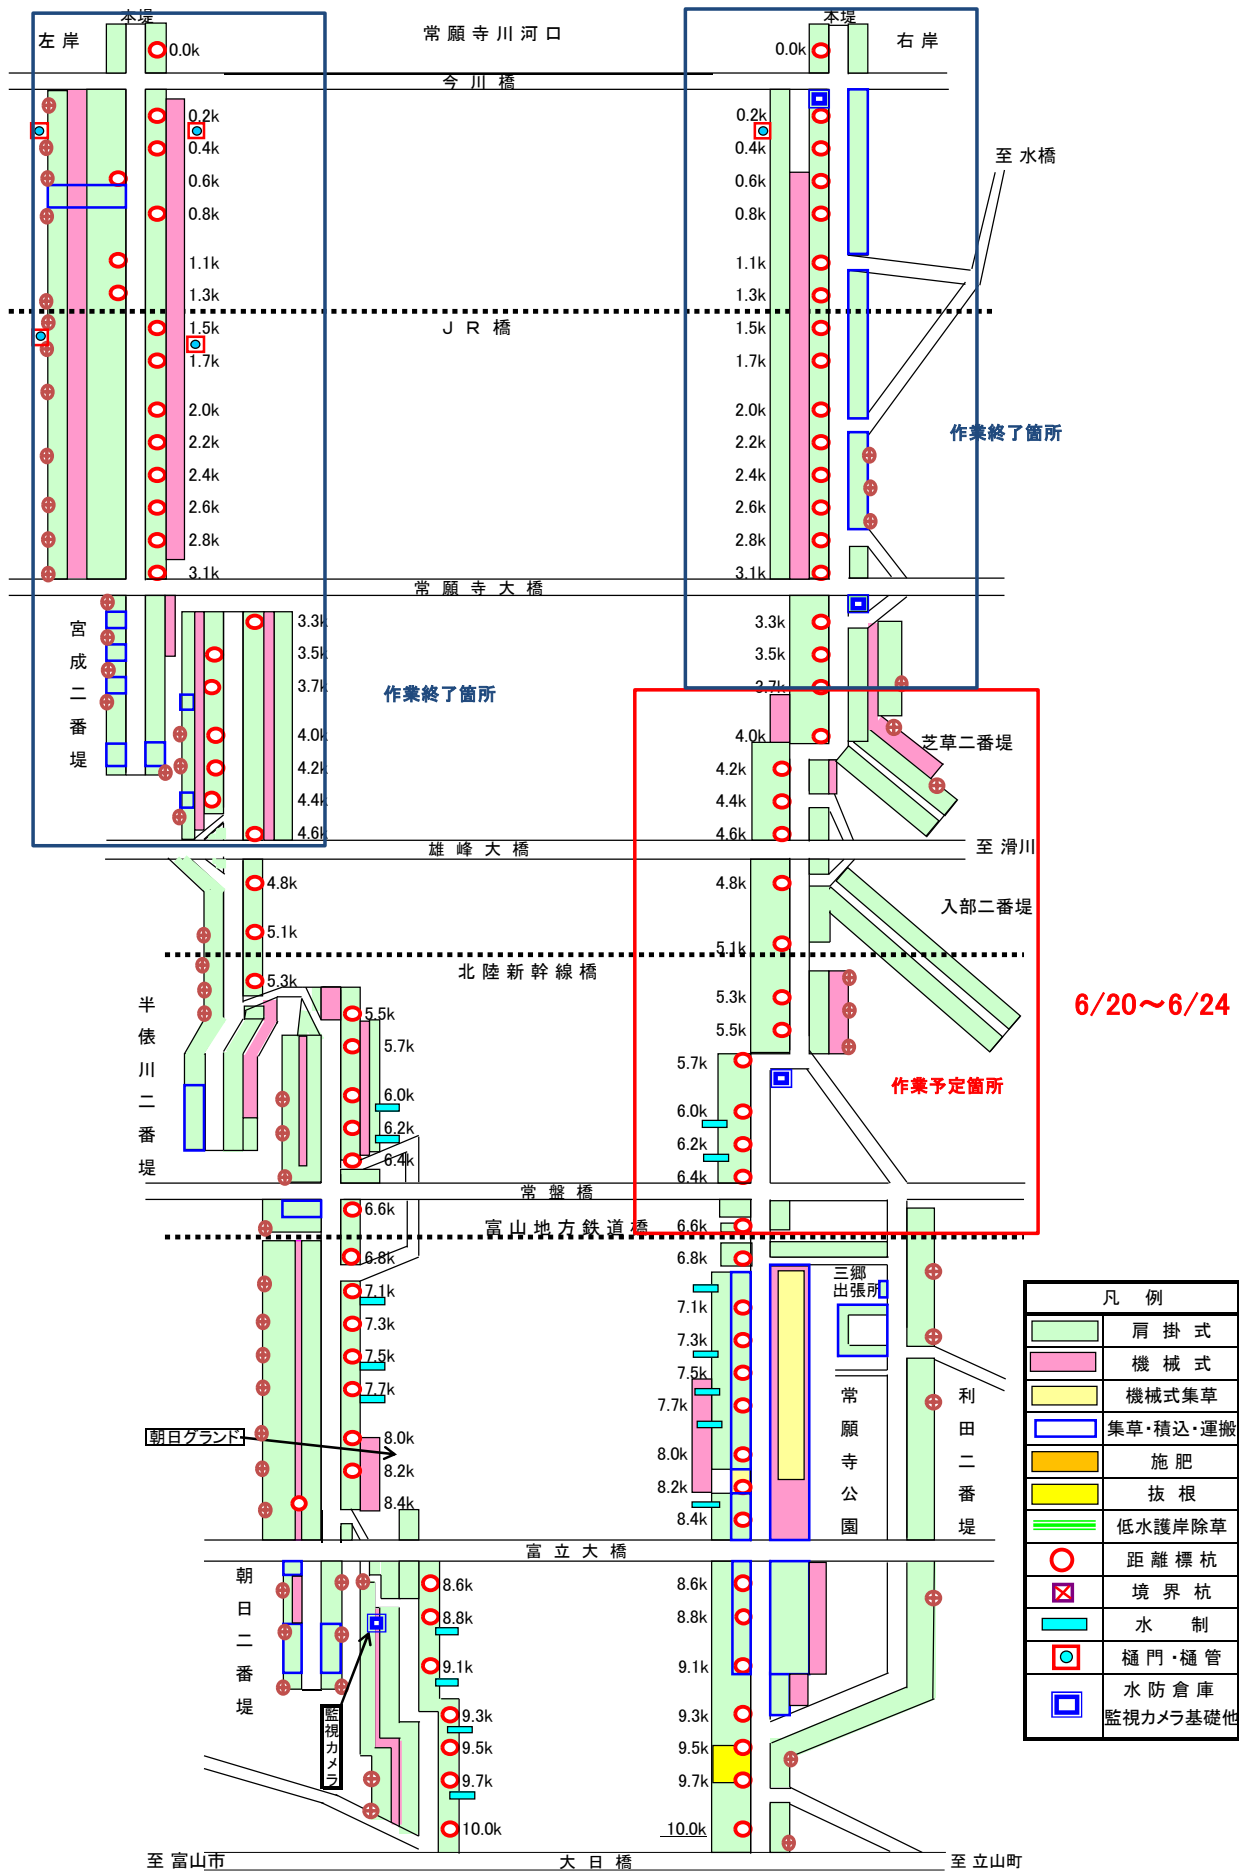 本堤
左岸
常願寺川河口
本堤
右岸
0.0k
0.0k
今川橋
0.2k
0.2k
0.4k
0.4k
至 水橋
0.6k
0.6k
0.8k
0.8k
1.1k
1.1k
1.3k
1.3k
JR橋
1.5k
1.5k
1.7k
1.7k
2.0k
2.0k
作業終了箇所
2.2k
2.2k
2.4k
2.4k
2.6k
2.6k
2.8k
2.8k
3.1k
3.1k
常願寺大橋
宮成二番堤
3.3k
3.3k
3.5k
3.5k
3.7k
3.7k
作業終了箇所
4.0k
4.0k
芝草二番堤
4.2k
4.2k
4.4k
4.4k
4.6k
4.6k
雄峰大橋
至 滑川
4.8k
4.8k
入部二番堤
5.1k
5.1k
北陸新幹線橋
5.3k
5.3k
半俵川二番堤
6/20～6/24
5.5k
5.5k
5.7k
5.7k
作業予定箇所
6.0k
6.0k
6.2k
6.2k
6.4k
6.4k
常盤橋
6.6k
6.6k
富山地方鉄道橋
6.8k
6.8k
三郷
出張所
7.1k
7.1k
7.3k
7.3k
7.5k
7.5k
7.7k
7.7k
常願寺公園
利田二番堤
朝日グランド
8.0k
8.0k
8.2k
8.2k
8.4k
8.4k
富立大橋
朝日二番堤
8.6k
8.6k
8.8k
8.8k
9.1k
9.1k
監視カメラ
9.3k
9.3k
9.5k
9.5k
9.7k
9.7k
10.0k
10.0k
至 富山市
大日橋
至 立山町
凡例
肩掛式
機械式
機械式集草
集草・積込・運搬
施肥
抜根
低水護岸除草
距離標杭
境界杭
水制
樋門・樋管
水防倉庫
監視カメラ基礎他